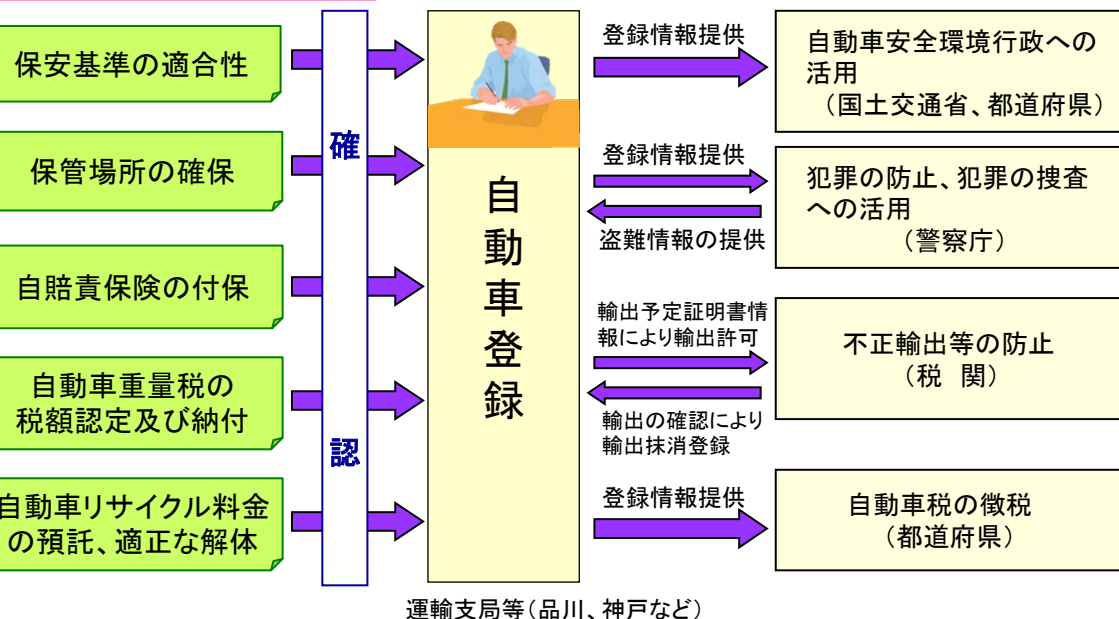 保安基準の適合性
保管場所の確保
自賠責保険の付保
自動車重量税の
税額認定及び納付
自動車リサイクル料金
の預託、適正な解体
確
認
自動車登録
登録情報提供
登録情報提供
盗難情報の提供
輸出予定証明書情
報により輸出許可
輸出の確認により
輸出抹消登録
登録情報提供
自動車安全環境行政への
活用
（国土交通省、都道府県）
犯罪の防止、犯罪の捜査
への活用
（警察庁）
不正輸出等の防止
（税　関）
自動車税の徴税
（都道府県）
運輸支局等（品川、神戸など）